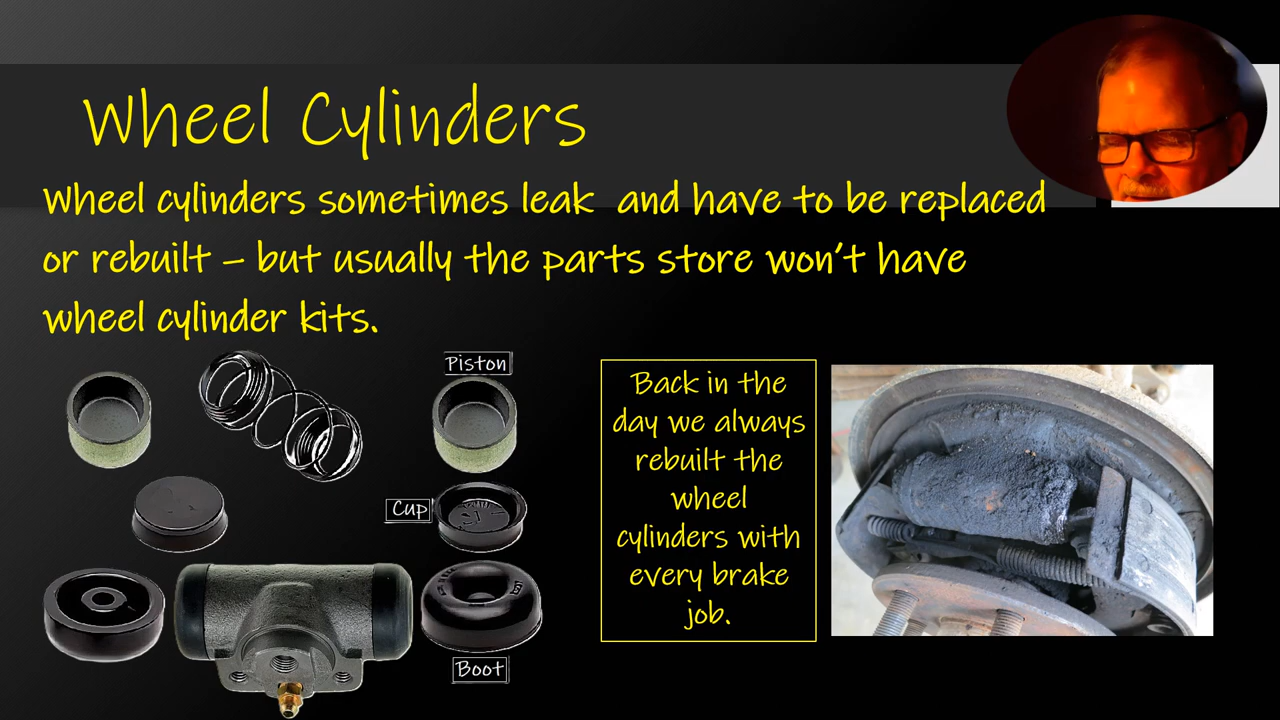 Wheel Cylinders
Wheel cylinders sometimes leak and have to be replaced
or rebuilt – but usually the parts store won't have
wheel cylinder kits.
Piston
Cup
Boot
Back in the
day we always
rebuilt the
wheel
cylinders with
every brake
job.